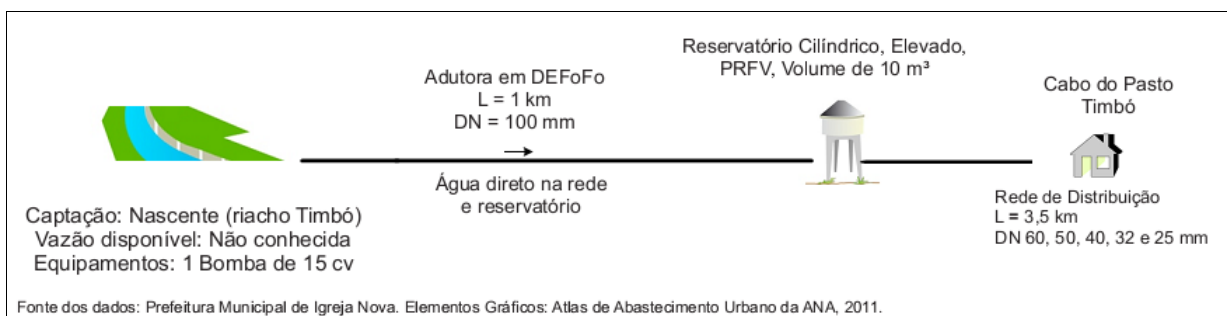 Captação: Nascente (riacho Timbó)
Vazão disponível: Não conhecida
Equipamentos: 1 Bomba de 15 cv
Adutora em DEFoFo
L = 1 km
DN = 100 mm
Água direto na rede
e reservatório
Reservatório Cilíndrico, Elevado,
PRFV, Volume de 10 m³
Cabo do Pasto
Timbó
Rede de Distribuição
L = 3,5 km
DN 60, 50, 40, 32 e 25 mm
Fonte dos dados: Prefeitura Municipal de Igreja Nova. Elementos Gráficos: Atlas de Abastecimento Urbano da ANA, 2011.